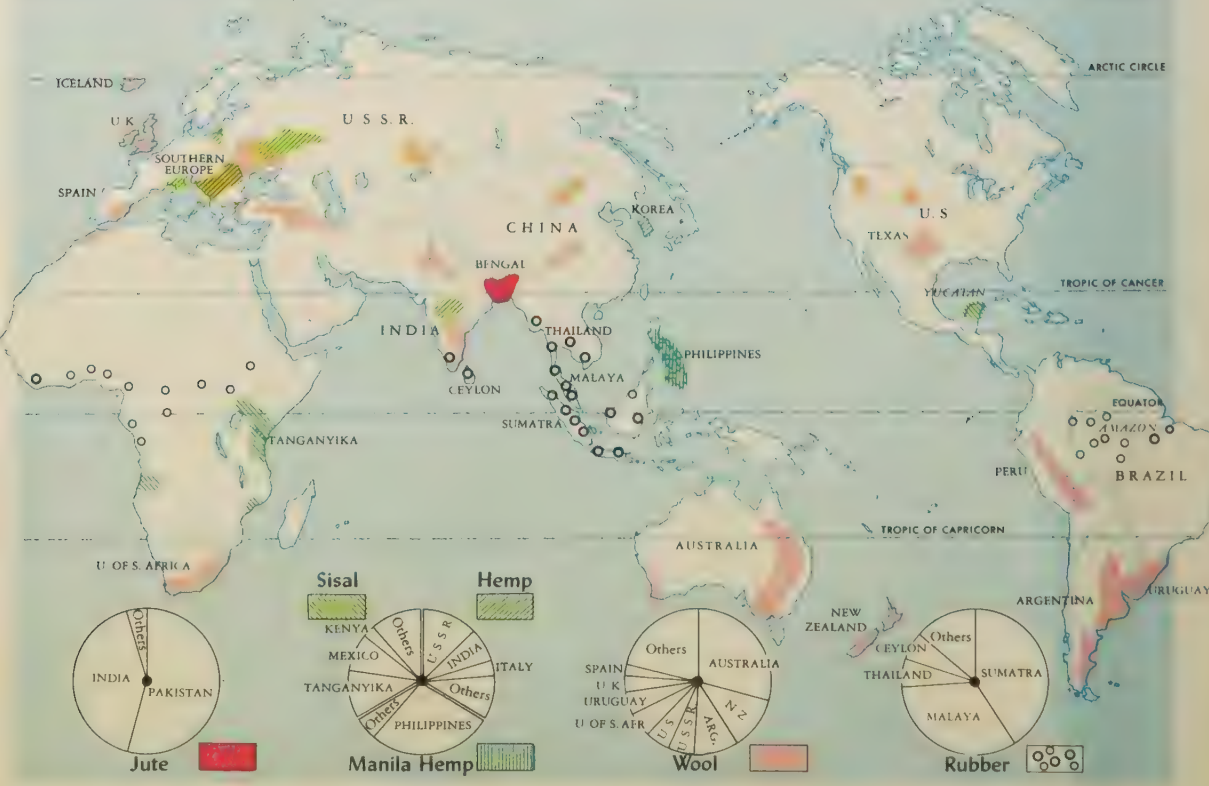 ARCTIC CIRCLE
ICELAND
U K
U S S. R.
SOUTHERN
EUROPE
SPAIN
KOREA
U. S
CHINA
TEXAS
BENGAL
TROPIC OF CANCER
YUCATAN
INDIA
THAILAND
PHILIPPINES
CEYLON
MALAYA
EQUATOR
AMAZON
SUMATRA
TANGANYIKA
PERU
BRAZIL
TROPIC OF CAPRICORN
AUSTRALIA
U. OF S. AFRICA
ARGENTINA
URUGUAY
NEW
ZEALAND
Sisal
Hemp
Others
INDIA
PAKISTAN
Jute
KENYA
MEXICO
TANGANYIKA
Others
Others
PHILIPPINES
U S S R
INDIA
ITALY
Others
Manila Hemp
Others
SPAIN
U K
URUGUAY
U OF S. AFR
U S
U S S R
ARG.
N Z
AUSTRALIA
Wool
Others
CEYLON
THAILAND
MALAYA
SUMATRA
Rubber